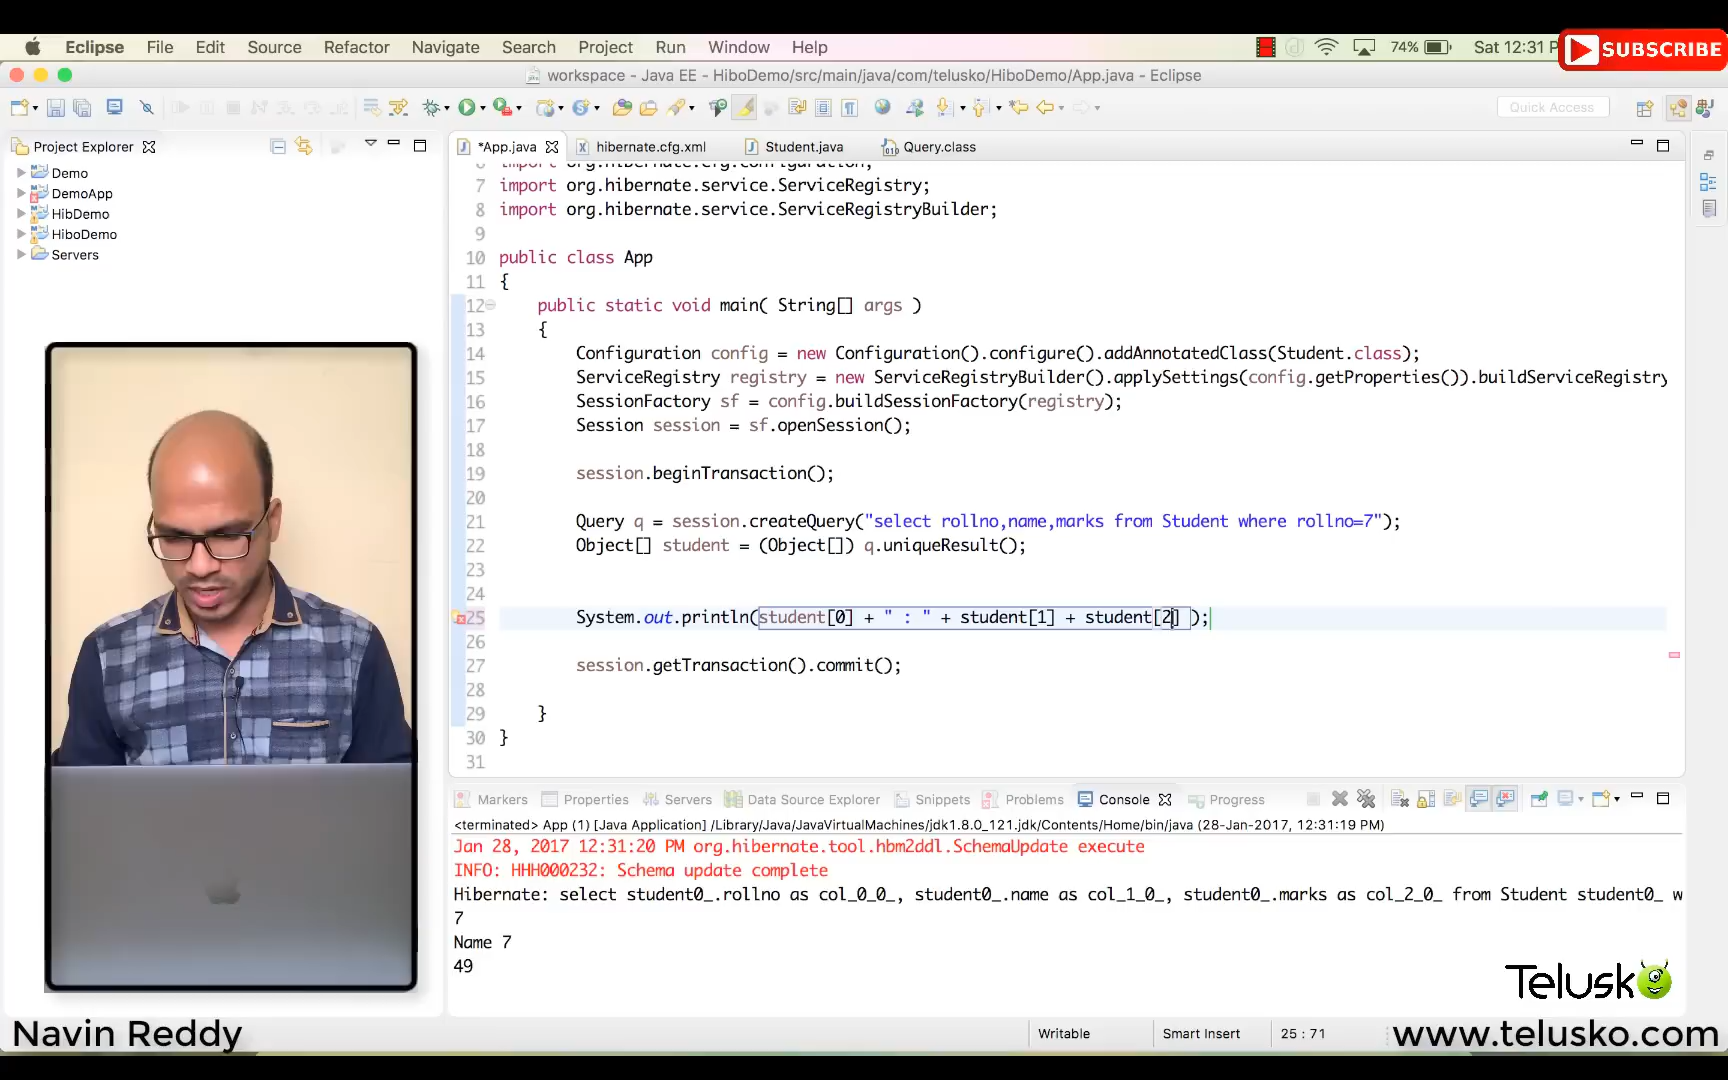 Eclipse File Edit Source Refactor Navigate Search Project Run Window Help 74% Sat 12:31 P
SUBSCRIBE
workspace - Java EE - HiboDemo/src/main/java/com/telusko/HiboDemo/App.java - Eclipse
Quick Access
Project Explorer
Demo
DemoApp
HibDemo
HiboDemo
Servers
*App.java hibernate.cfg.xml Student.java Query.class
6 import org.hibernate.cfg.Configuration;
7 import org.hibernate.service.ServiceRegistry;
8 import org.hibernate.service.ServiceRegistryBuilder;
9
10 public class App
11 {
12 public static void main( String[] args )
13 {
14 Configuration config = new Configuration().configure().addAnnotatedClass(Student.class);
15 ServiceRegistry registry = new ServiceRegistryBuilder().applySettings(config.getProperties()).buildServiceRegistry
16 SessionFactory sf = config.buildSessionFactory(registry);
17 Session session = sf.openSession();
18
19 session.beginTransaction();
20
21 Query q = session.createQuery("select rollno,name,marks from Student where rollno=7");
22 Object[] student = (Object[]) q.uniqueResult();
23
24
25 System.out.println(student[0] + " : " + student[1] + student[2] );
26
27 session.getTransaction().commit();
28
29 }
30 }
31
Markers Properties Servers Data Source Explorer Snippets Problems Console Progress
<terminated> App (1) [Java Application] /Library/Java/JavaVirtualMachines/jdk1.8.0_121.jdk/Contents/Home/bin/java (28-Jan-2017, 12:31:19 PM)
Jan 28, 2017 12:31:20 PM org.hibernate.tool.hbm2ddl.SchemaUpdate execute
INFO: HHH000232: Schema update complete
Hibernate: select student0_.rollno as col_0_0_, student0_.name as col_1_0_, student0_.marks as col_2_0_ from Student student0_ w
7
Name 7
49
Telusko
Navin Reddy
Writable Smart Insert 25 : 71
www.telusko.com